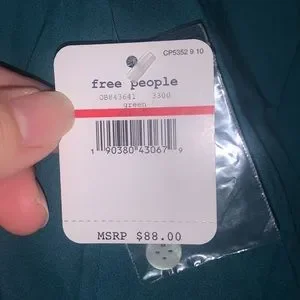 CP5352 9 10
free people
OB843641 3300
green
1 90380 43067 9
MSRP $88.00